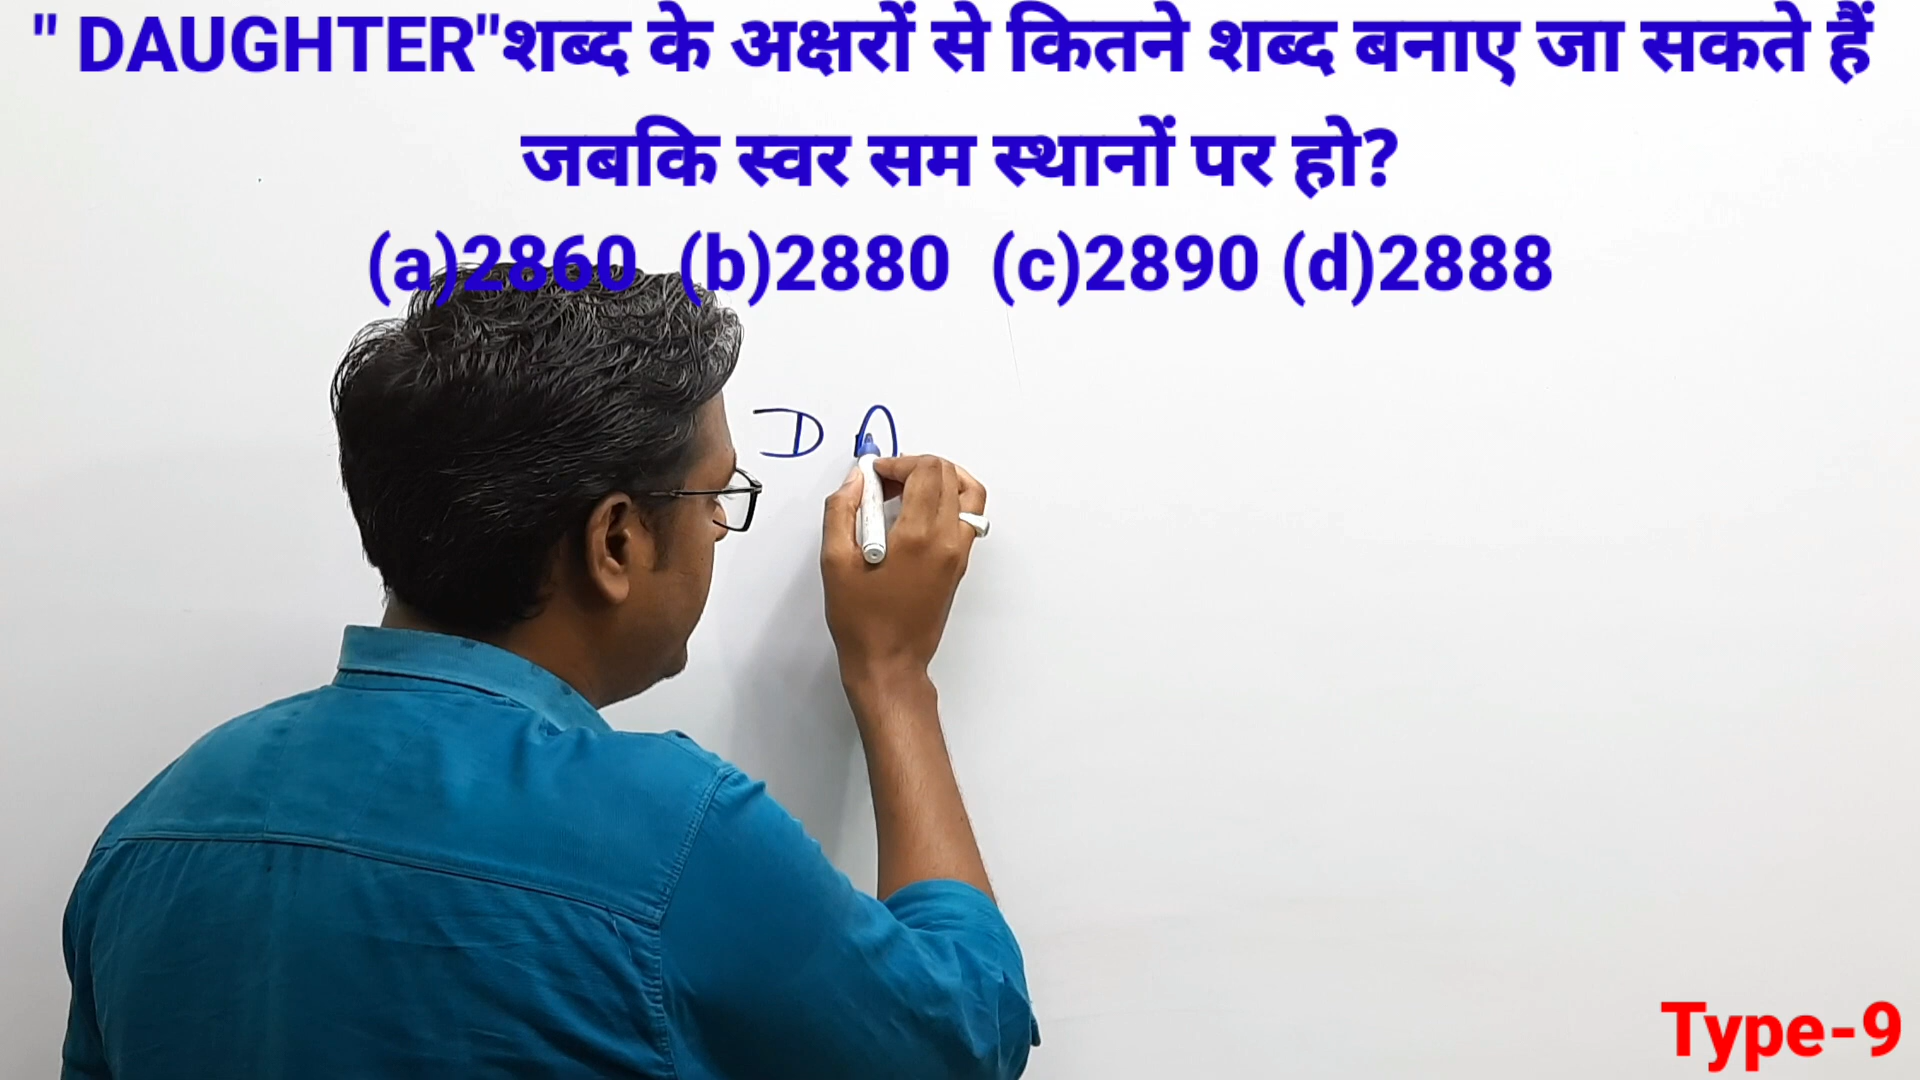 " DAUGHTER"शब्द के अक्षरों से कितने शब्द बनाए जा सकते हैं
जबकि स्वर सम स्थानों पर हो?
(a)2860 (b)2880 (c)2890 (d)2888
D A
Type-9